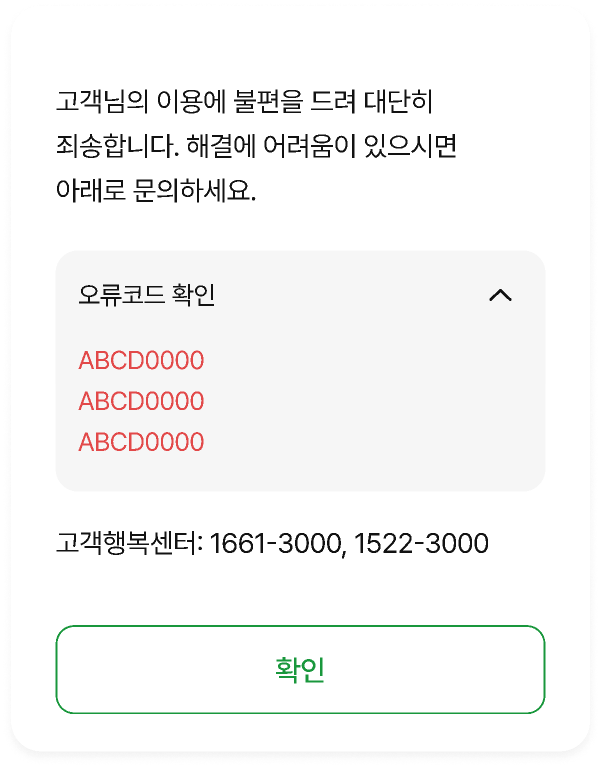 고객님의 이용에 불편을 드려 대단히
죄송합니다. 해결에 어려움이 있으시면
아래로 문의하세요.
오류코드 확인
ABCD0000
ABCD0000
ABCD0000
고객행복센터: 1661-3000, 1522-3000
확인